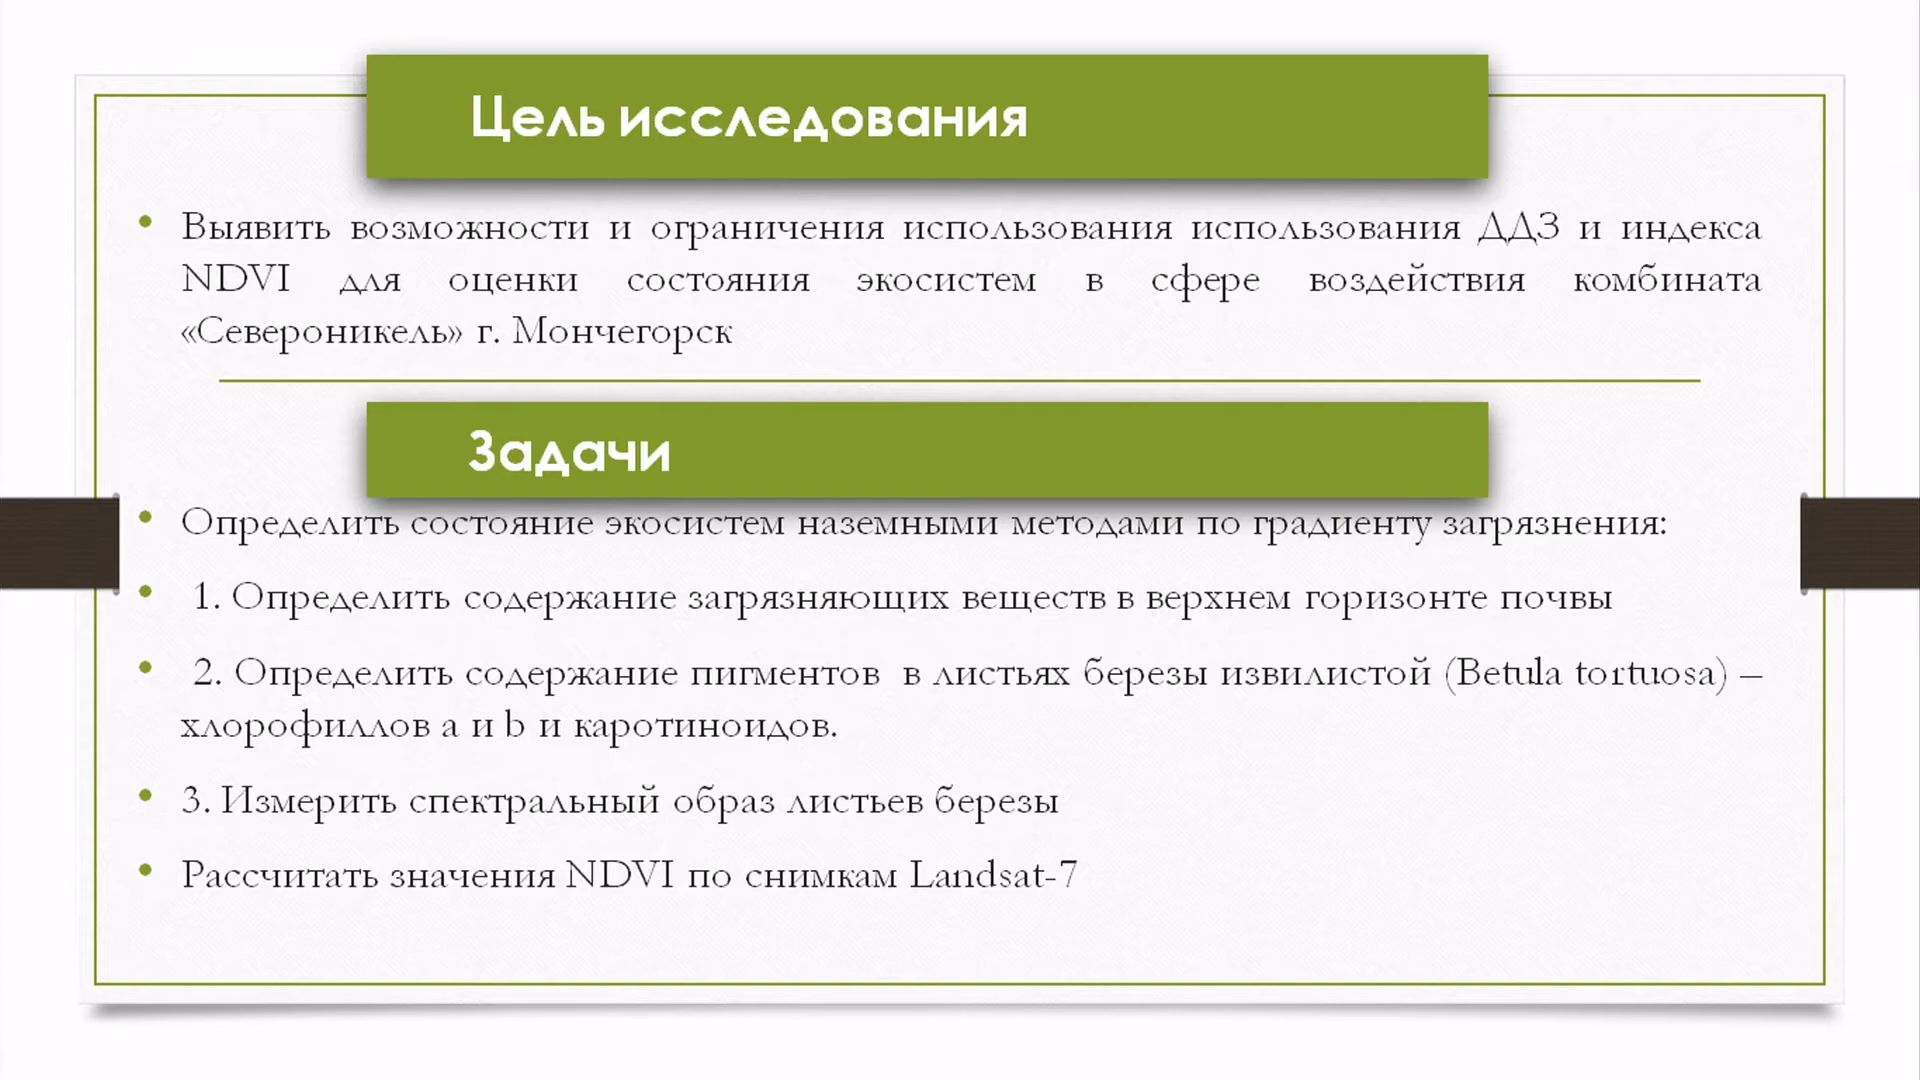 Цель исследования
• Выявить возможности и ограничения использования использования ДДЗ и индекса
NDVI для оценки состояния экосистем в сфере воздействия комбината
«Североникель» г. Мончегорск
Задачи
• Определить состояние экосистем наземными методами по градиенту загрязнения:
• 1. Определить содержание загрязняющих веществ в верхнем горизонте почвы
• 2. Определить содержание пигментов в листьях березы извилистой (Betula tortuosa) –
хлорофиллов a и b и каротиноидов.
• 3. Измерить спектральный образ листьев березы
• Рассчитать значения NDVI по снимкам Landsat-7